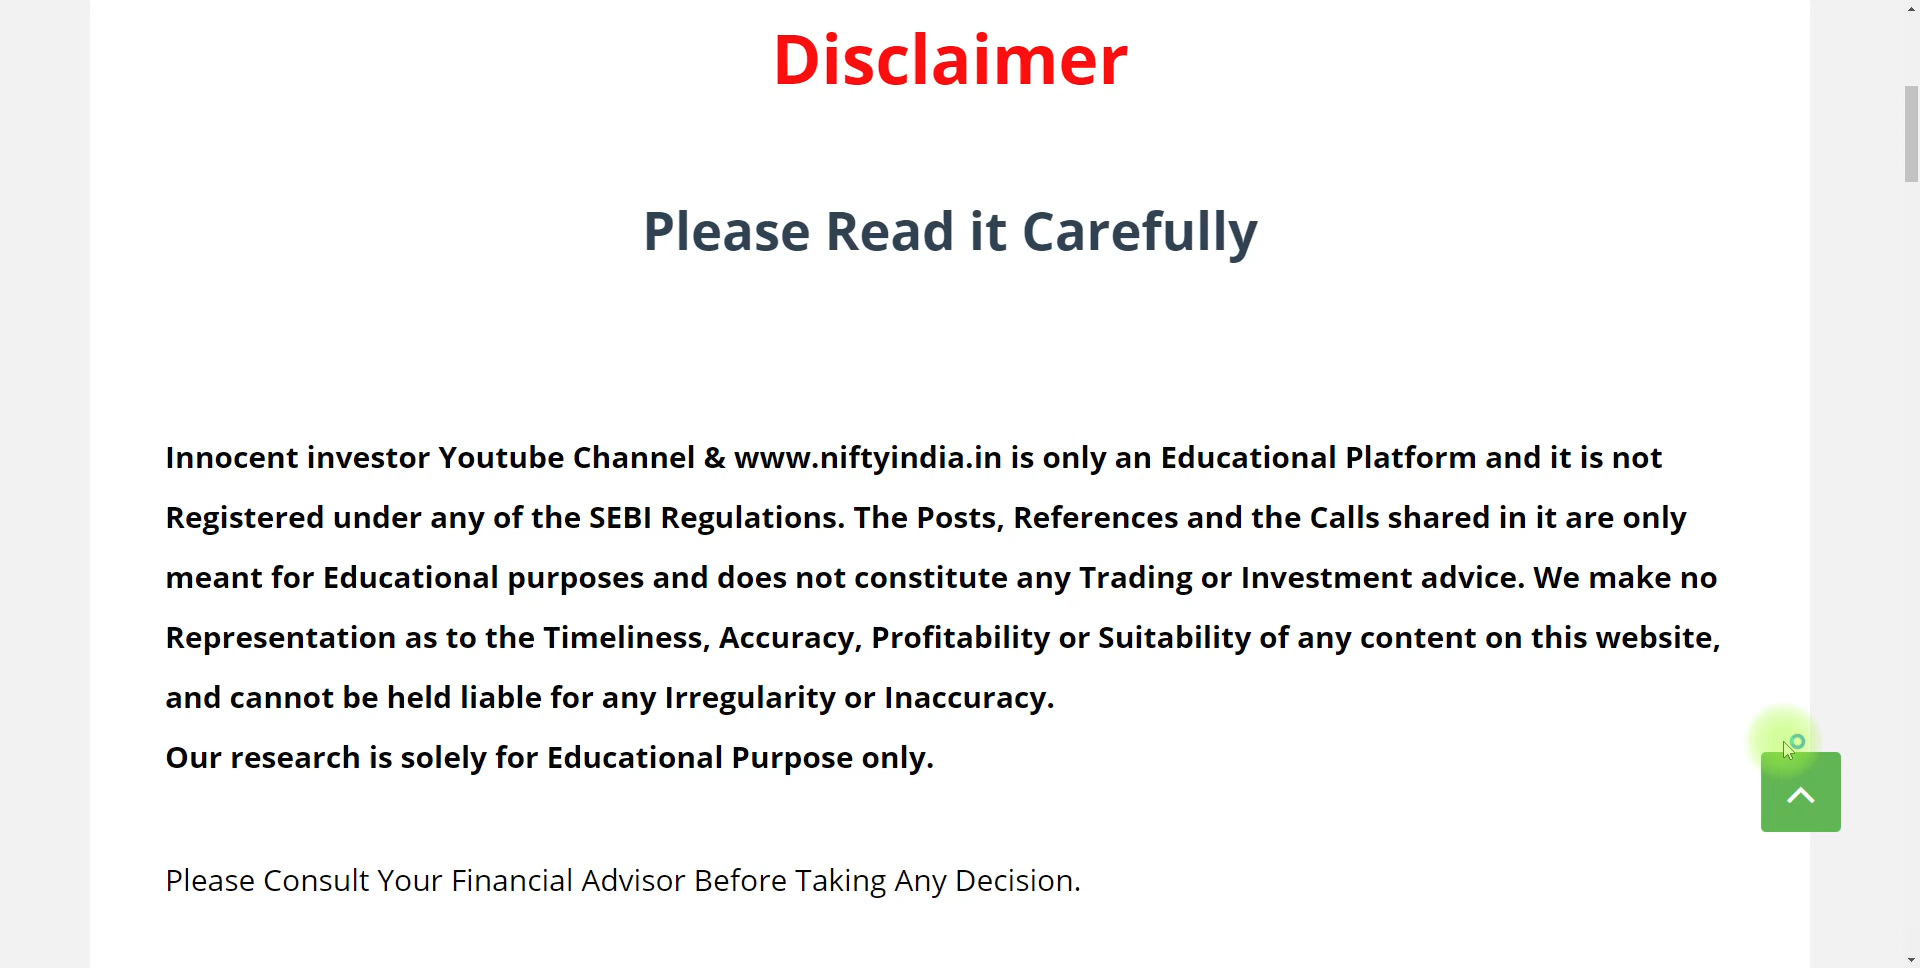 Disclaimer
Please Read it Carefully
Innocent investor Youtube Channel & www.niftyindia.in is only an Educational Platform and it is not
Registered under any of the SEBI Regulations. The Posts, References and the Calls shared in it are only
meant for Educational purposes and does not constitute any Trading or Investment advice. We make no
Representation as to the Timeliness, Accuracy, Profitability or Suitability of any content on this website,
and cannot be held liable for any Irregularity or Inaccuracy.
Our research is solely for Educational Purpose only.
Please Consult Your Financial Advisor Before Taking Any Decision.